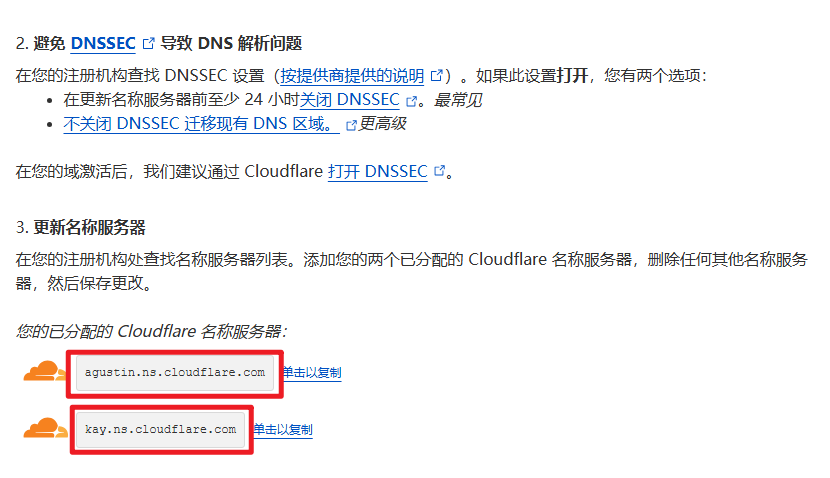 2. 避免 DNSSEC 导致 DNS 解析问题
在您的注册机构查找 DNSSEC 设置（按提供商提供的说明）。如果此设置打开，您有两个选项：
• 在更新名称服务器前至少 24 小时关闭 DNSSEC。最常见
• 不关闭 DNSSEC 迁移现有 DNS 区域。更高级
在您的域激活后，我们建议通过 Cloudflare 打开 DNSSEC。
3. 更新名称服务器
在您的注册机构处查找名称服务器列表。添加您的两个已分配的 Cloudflare 名称服务器，删除任何其他名称服务
器，然后保存更改。
您的已分配的 Cloudflare 名称服务器：
agustin.ns.cloudflare.com 单击以复制
kay.ns.cloudflare.com 单击以复制